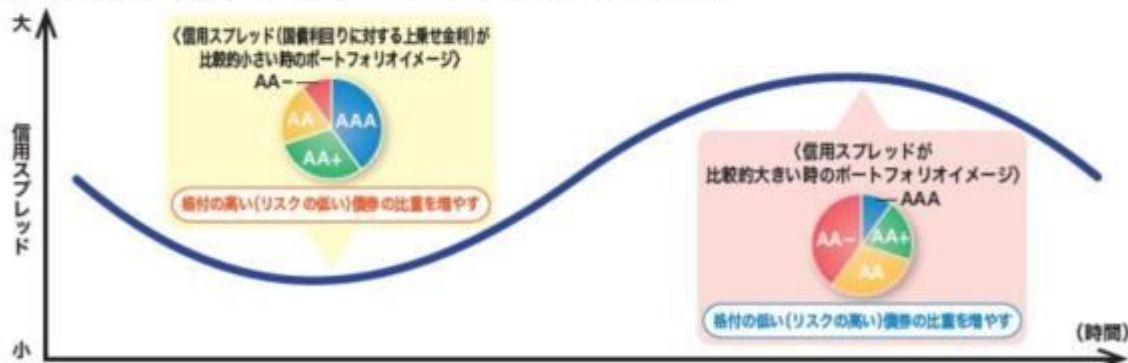 大
信用スプレッド
小
〈信用スプレッド(国債利回りに対する上乗せ金利)が
比較的小さい時のポートフォリオイメージ〉
AA−
AA
AAA
AA+
格付の高い(リスクの低い)債券の比重を増やす
〈信用スプレッドが
比較的大きい時のポートフォリオイメージ〉
AAA
AA−
AA+
AA
格付の低い(リスクの高い)債券の比重を増やす
(時間)